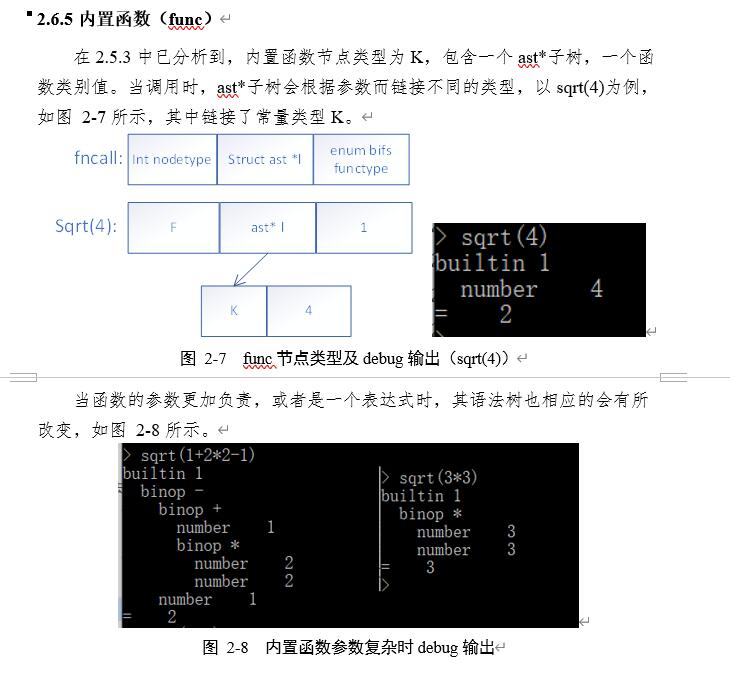 2.6.5 内置函数（func）
在 2.5.3 中已分析到，内置函数节点类型为 K，包含一个 ast*子树，一个函
数类别值。当调用时，ast*子树会根据参数而链接不同的类型，以 sqrt(4)为例，
如图 2-7 所示，其中链接了常量类型 K。
fncall: Int nodetype Struct ast *l enum bifs functype
Sqrt(4): F ast* l 1
K 4
> sqrt(4)
builtin 1
number 4
= 2
图 2-7 func 节点类型及 debug 输出（sqrt(4)）
当函数的参数更加负责，或者是一个表达式时，其语法树也相应的会有所
改变，如图 2-8 所示。
> sqrt(1+2*2-1)
builtin 1
binop -
binop +
number 1
binop *
number 2
number 2
number 1
= 2
> sqrt(3*3)
builtin 1
binop *
number 3
number 3
= 3
>
图 2-8 内置函数参数复杂时 debug 输出